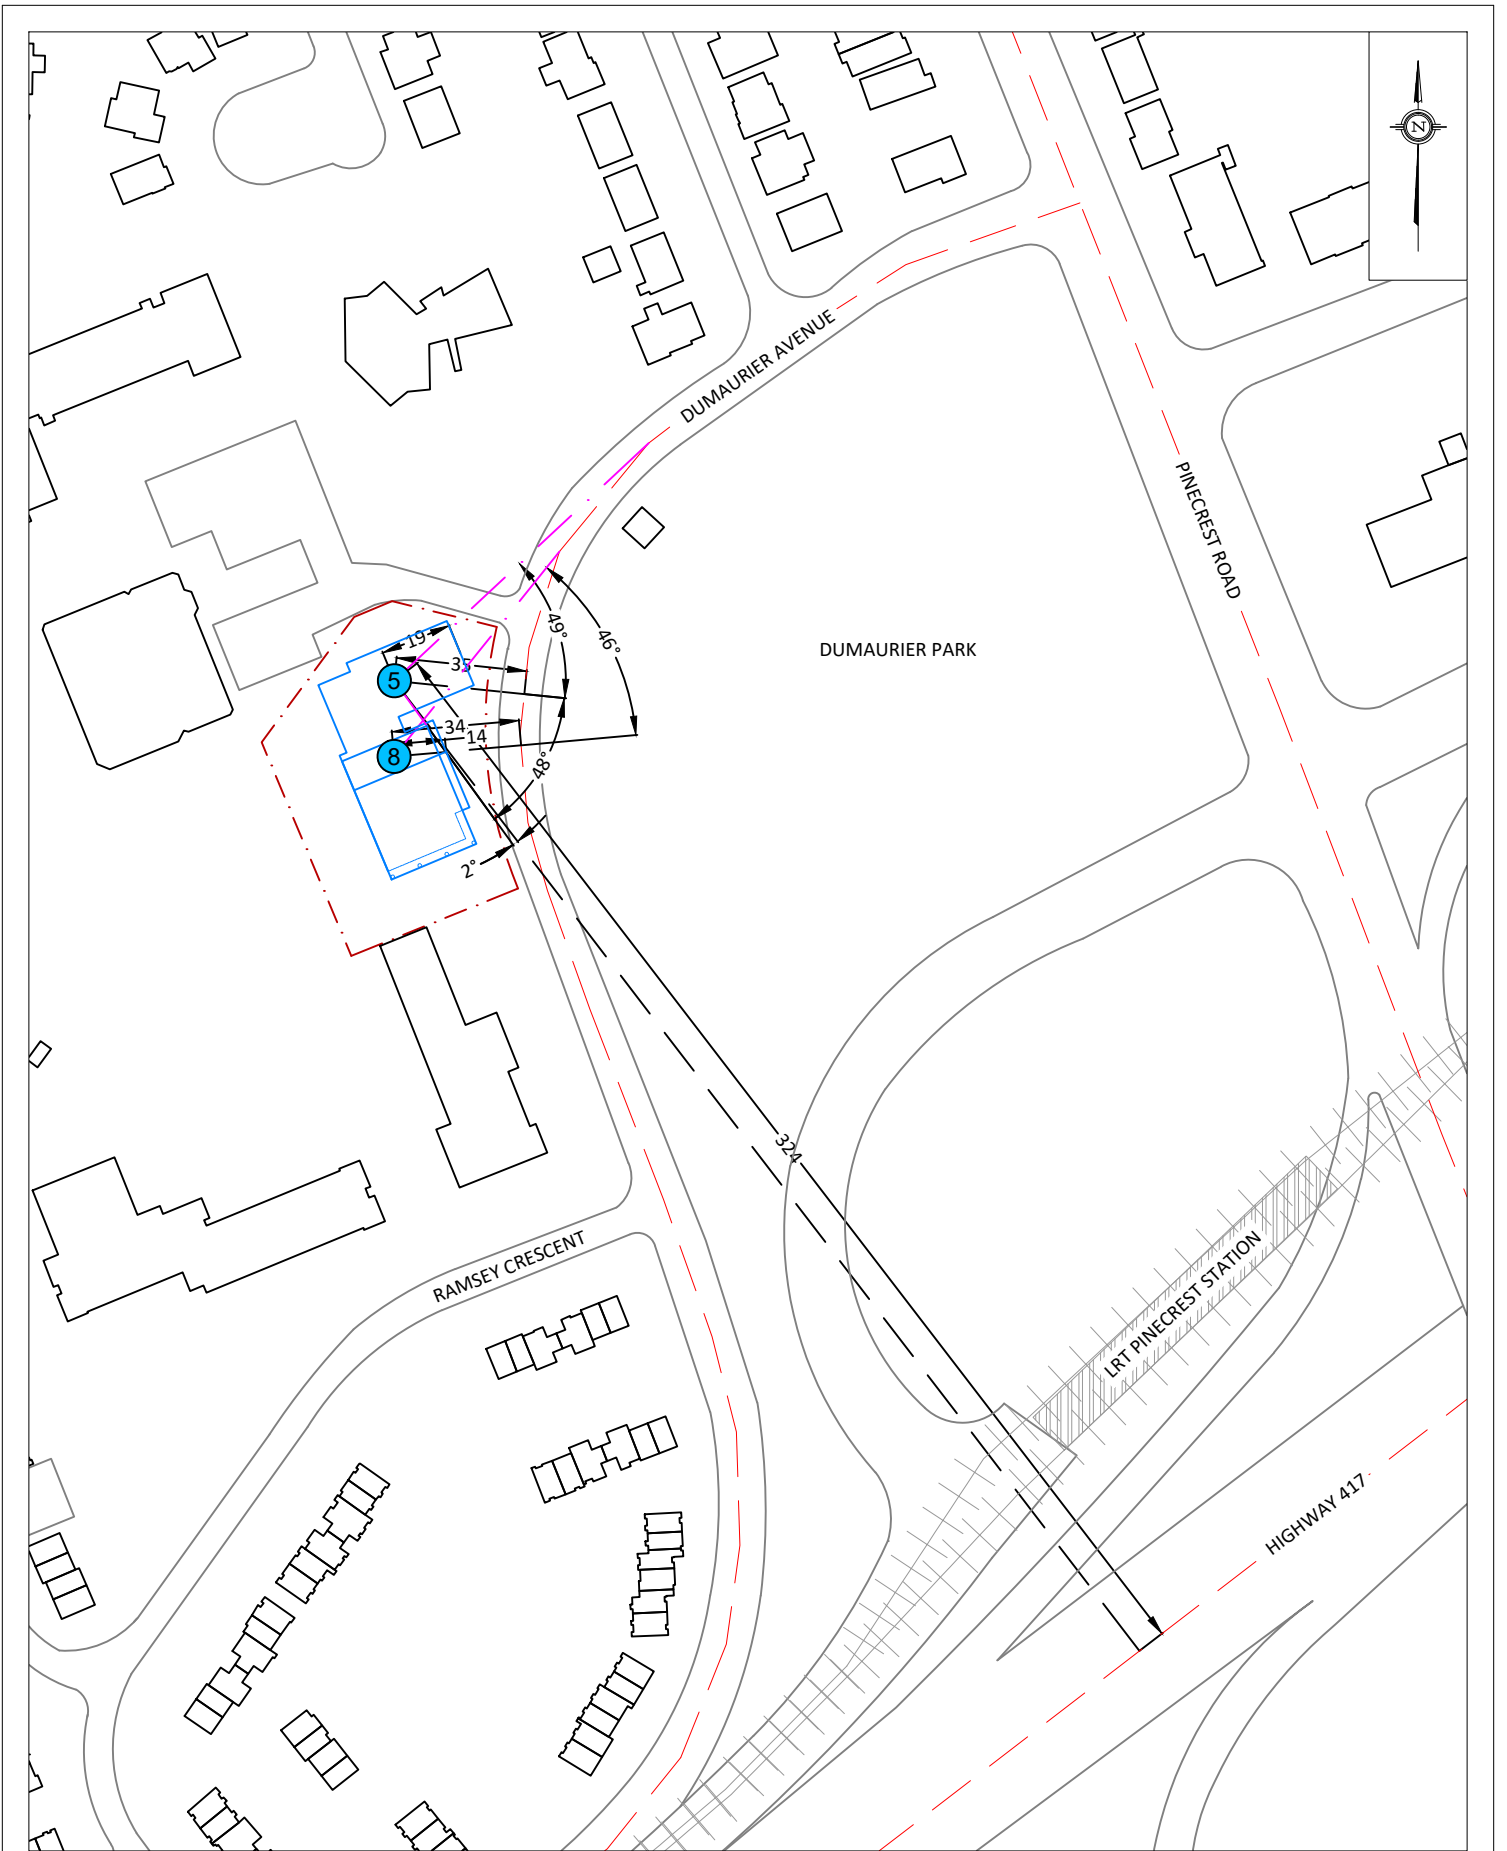 N
DUMAURIER AVENUE
PINECREST ROAD
49°
46°
19
35
5
DUMAURIER PARK
34
14
8
48°
2°
324
RAMSEY CRESCENT
LRT PINECREST STATION
HIGHWAY 417